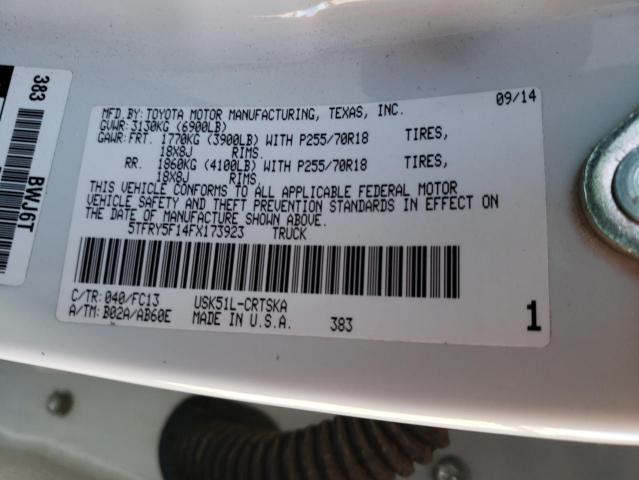 383
BWJ6T
MFD. BY: TOYOTA MOTOR MANUFACTURING, TEXAS, INC. 09/14
GVWR: 3130KG (6900LB)
GAWR: FRT. 1770KG (3900LB) WITH P255/70R18 TIRES,
18X8J RIMS.
RR. 1860KG (4100LB) WITH P255/70R18 TIRES,
18X8J RIMS.
THIS VEHICLE CONFORMS TO ALL APPLICABLE FEDERAL MOTOR
VEHICLE SAFETY AND THEFT PREVENTION STANDARDS IN EFFECT ON
THE DATE OF MANUFACTURE SHOWN ABOVE.
5TFRY5F14FX173923 TRUCK
C/TR: 040/FC13 USK51L-CRTSKA
A/TM: B02A/AB60E MADE IN U.S.A. 383 1